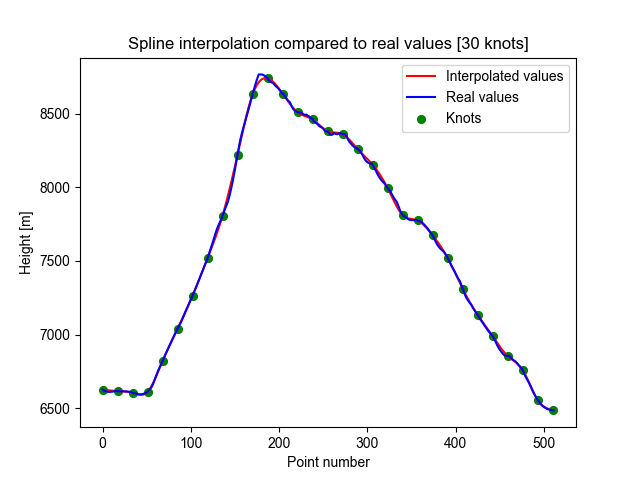 Spline interpolation compared to real values [30 knots]
Interpolated values
Real values
Knots
Height [m]
8500
8000
7500
7000
6500
0 100 200 300 400 500
Point number